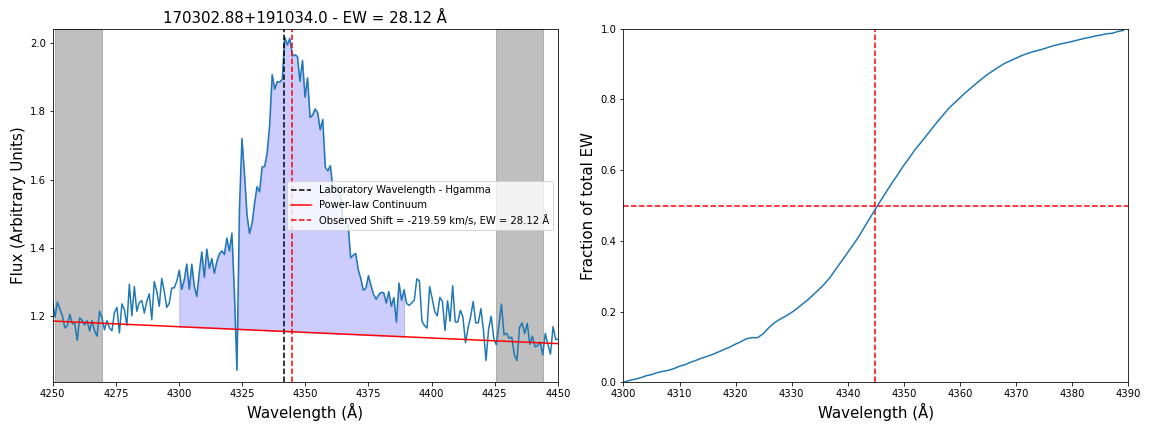 170302.88+191034.0 - EW = 28.12 Å
Flux (Arbitrary Units)
2.0
1.8
1.6
1.4
1.2
Laboratory Wavelength - Hgamma
Power-law Continuum
Observed Shift = -219.59 km/s, EW = 28.12 Å
4250 4275 4300 4325 4350 4375 4400 4425 4450
Wavelength (Å)
Fraction of total EW
1.0
0.8
0.6
0.4
0.2
0.0
4300 4310 4320 4330 4340 4350 4360 4370 4380 4390
Wavelength (Å)